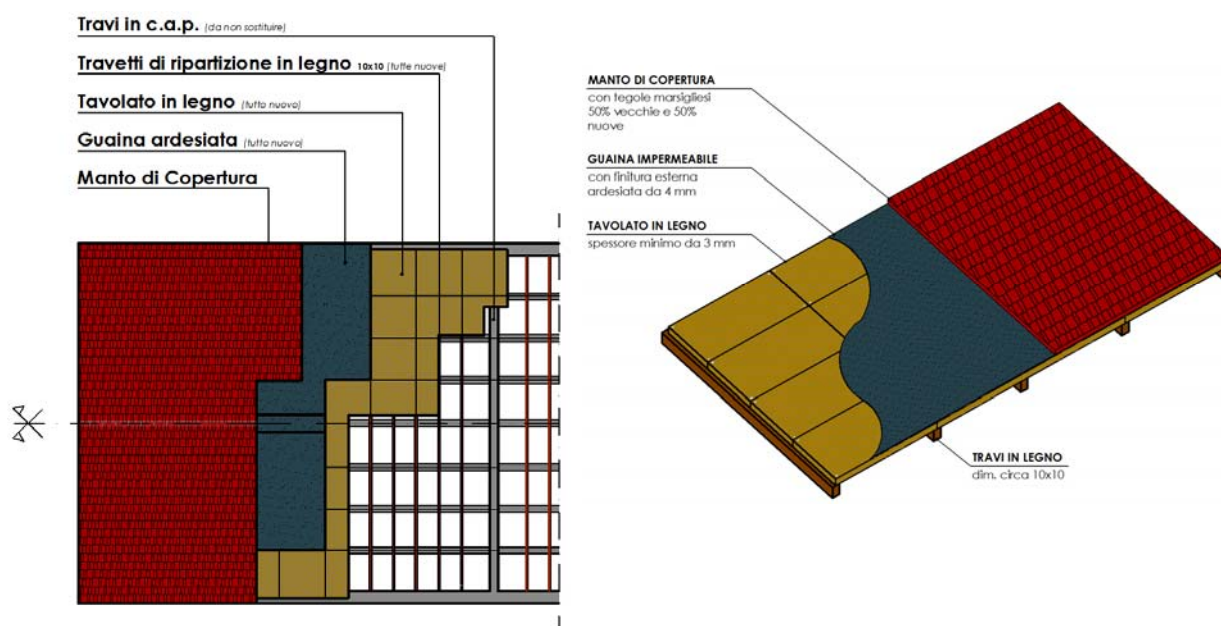 Travi in c.a.p. (da non sostituire)
Travetti di ripartizione in legno 10x10 (tutte nuove)
Tavolato in legno (tutto nuovo)
Guaina ardesiata (tutto nuovo)
Manto di Copertura
MANTO DI COPERTURA
con tegole marsigliesi
50% vecchie e 50%
nuove
GUAINA IMPERMEABILE
con finitura esterna
ardesiata da 4 mm
TAVOLATO IN LEGNO
spessore minimo da 3 mm
TRAVI IN LEGNO
dim. circa 10x10